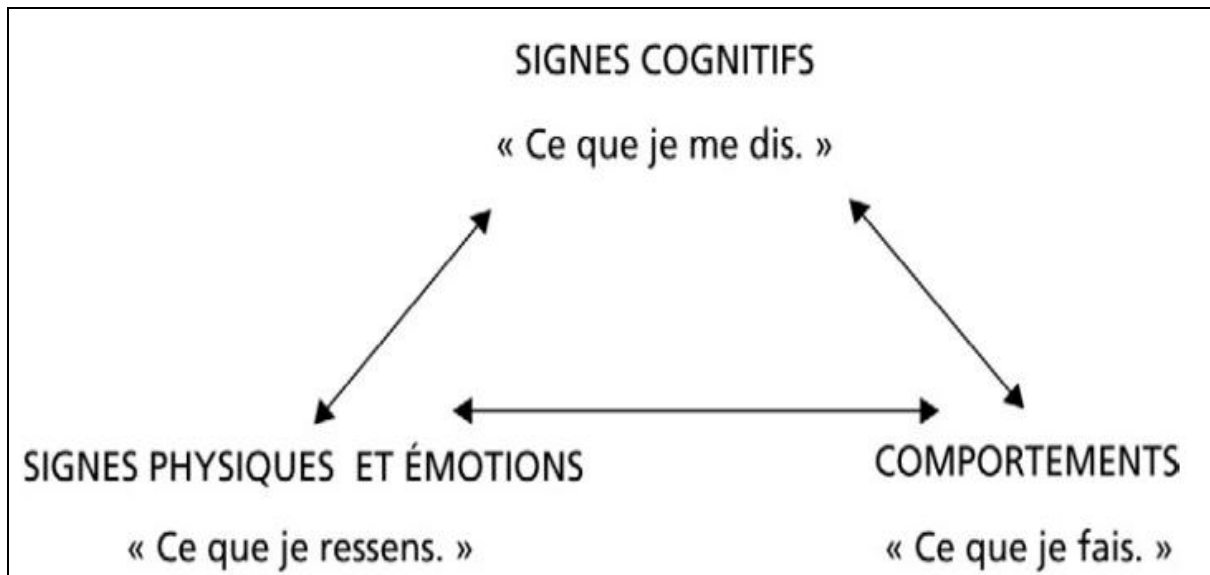 SIGNES COGNITIFS
« Ce que je me dis. »
SIGNES PHYSIQUES ET ÉMOTIONS
« Ce que je ressens. »
COMPORTEMENTS
« Ce que je fais. »